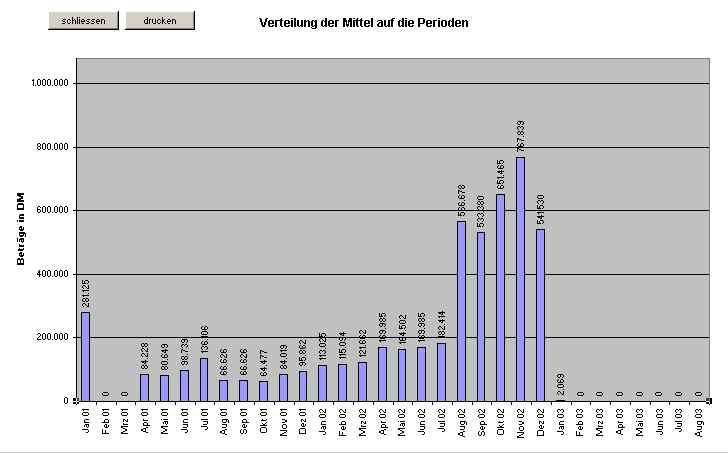 schliessen drucken
Verteilung der Mittel auf die Perioden
Beträge in DM
1.000.000
800.000
600.000
400.000
200.000
0
281.125
0
0
84.228
80.649
98.739
136.106
66.626
66.626
64.477
84.019
95.862
113.025
115.094
121.662
169.985
164.502
169.985
182.414
566.678
533.380
651.465
767.839
541.530
2.069
0
0
0
0
0
0
0
Jan 01
Feb 01
Mrz 01
Apr 01
Mai 01
Jun 01
Jul 01
Aug 01
Sep 01
Okt 01
Nov 01
Dez 01
Jan 02
Feb 02
Mrz 02
Apr 02
Mai 02
Jun 02
Jul 02
Aug 02
Sep 02
Okt 02
Nov 02
Dez 02
Jan 03
Feb 03
Mrz 03
Apr 03
Mai 03
Jun 03
Jul 03
Aug 03